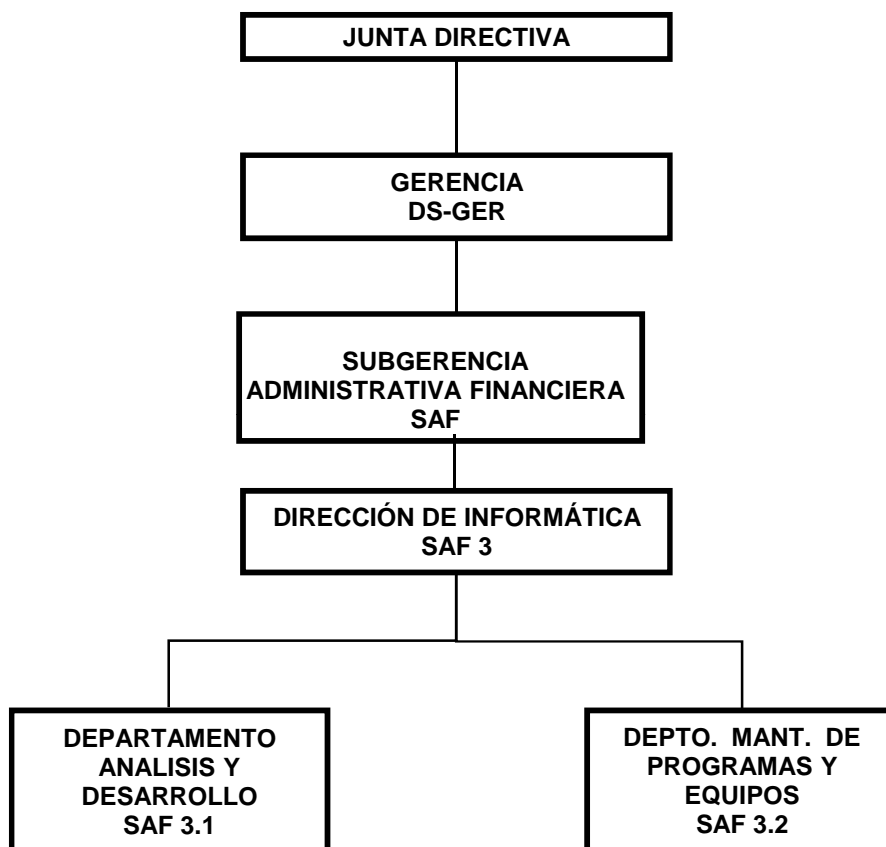 JUNTA DIRECTIVA
GERENCIA
DS-GER
SUBGERENCIA
ADMINISTRATIVA FINANCIERA
SAF
DIRECCIÓN DE INFORMÁTICA
SAF 3
DEPARTAMENTO
ANALISIS Y
DESARROLLO
SAF 3.1
DEPTO. MANT. DE
PROGRAMAS Y
EQUIPOS
SAF 3.2